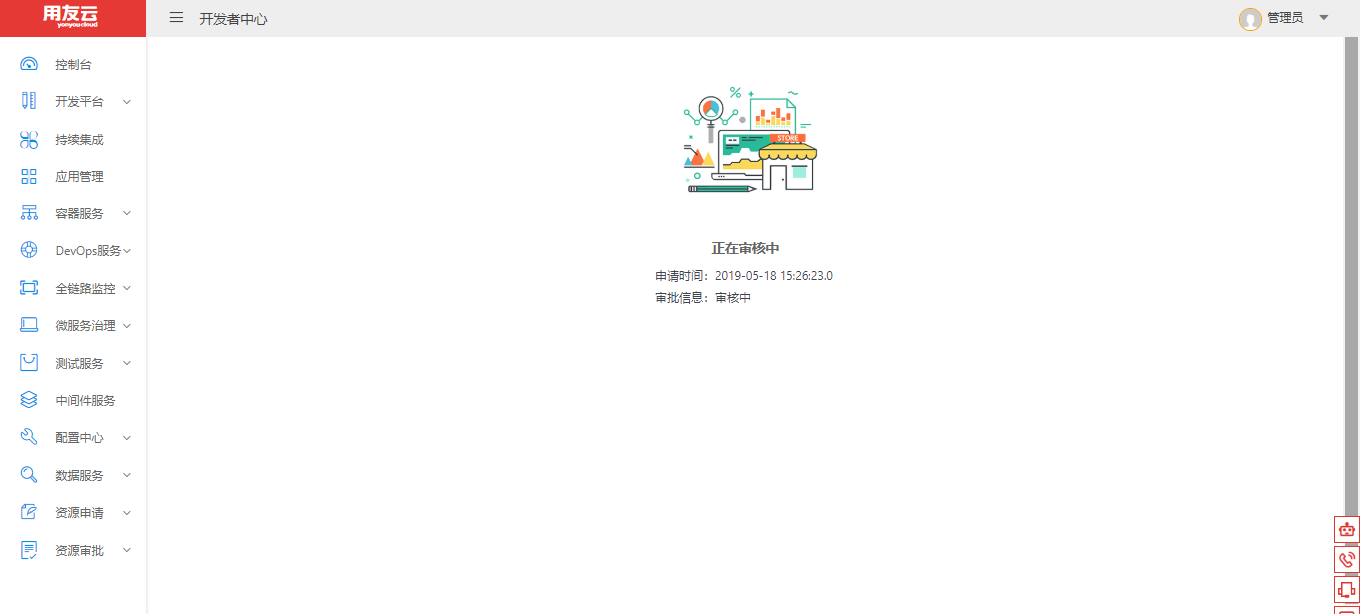 用友云
yonyoucloud
开发者中心
管理员
控制台
开发平台
持续集成
应用管理
容器服务
DevOps服务
全链路监控
微服务治理
测试服务
中间件服务
配置中心
数据服务
资源申请
资源审批
%
STORE
正在审核中
申请时间：2019-05-18 15:26:23.0
审批信息：审核中